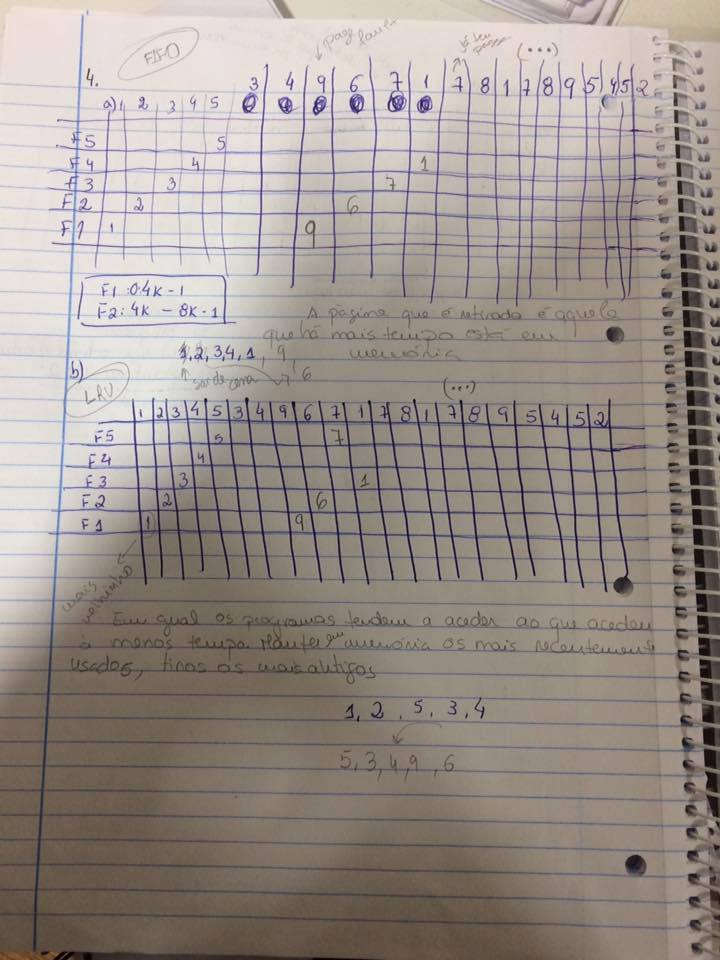 FIFO
pag fault
já tem página
(...)
4.
3 4 9 6 7 1 7 8 1 7 8 9 5 4 5 2
a) 1 2 3 4 5
F5 5
F4 4 1
F3 3 7
F2 2 6
F1 1 9
F1: 0.4K - 1
F2: 4K - 8K - 1
A página que é retirada é aquela
que há mais tempo está em
memória
1, 2, 3, 4, 1, 9,
6
sai de cena
b)
LRU
(...)
1 2 3 4 5 3 4 9 6 7 1 7 8 1 7 8 9 5 4 5 2
F5 5 7
F4 4
F3 3 1
F2 2 6
F1 1 9
mais
velhinho
Em qual os programas tendem a aceder ao que acederam
à menos tempo. Manter em memória os mais recentemente
usados, tirar os mais antigos
1, 2, 5, 3, 4
5, 3, 4, 9, 6